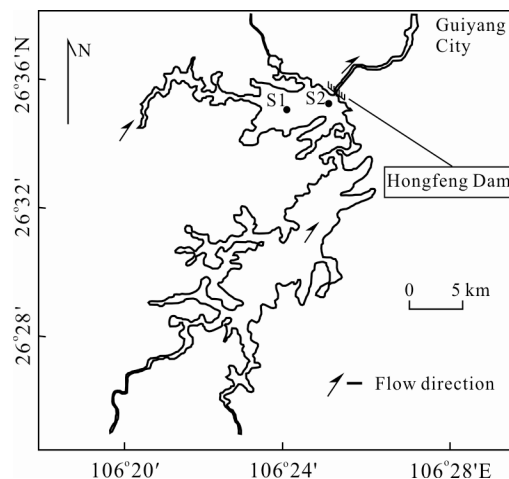 Guiyang
City
N
26°36'N
S1
S2
Hongfeng Dam
26°32'
0 5 km
26°28'
Flow direction
106°20'
106°24'
106°28'E